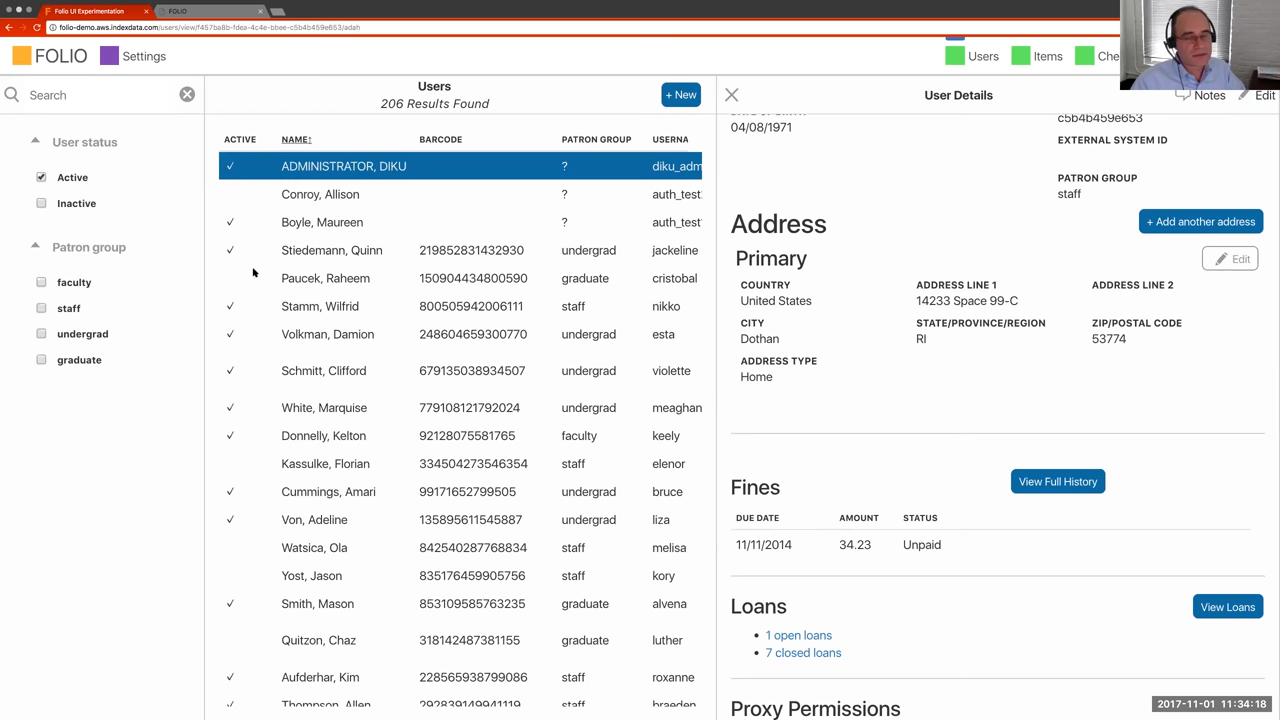 Folio UI Experimentation
FOLIO
folio-demo.aws.indexdata.com/users/view/f457ba8b-fdea-4c4e-bbee-c5b4b459e653/adah
FOLIO
Settings
Users
Items
Che
Search
Users
206 Results Found
+ New
User Details
Notes
Edit
User status
Active
Inactive
Patron group
faculty
staff
undergrad
graduate
ACTIVE NAME BARCODE PATRON GROUP USERNA
✓ ADMINISTRATOR, DIKU ? diku_adm
Conroy, Allison ? auth_test
✓ Boyle, Maureen ? auth_test
✓ Stiedemann, Quinn 219852831432930 undergrad jackeline
Paucek, Raheem 150904434800590 graduate cristobal
✓ Stamm, Wilfrid 800505942006111 staff nikko
✓ Volkman, Damion 248604659300770 undergrad esta
✓ Schmitt, Clifford 679135038934507 undergrad violette
✓ White, Marquise 779108121792024 undergrad meaghan
✓ Donnelly, Kelton 92128075581765 faculty keely
Kassulke, Florian 334504273546354 staff elenor
✓ Cummings, Amari 99171652799505 undergrad bruce
✓ Von, Adeline 135895611545887 undergrad liza
Watsica, Ola 842540287768834 staff melisa
Yost, Jason 835176459905756 staff kory
✓ Smith, Mason 853109585763235 graduate alvena
Quitzon, Chaz 318142487381155 graduate luther
✓ Aufderhar, Kim 228565938799086 staff roxanne
✓ Thompson, Allen 292839149941119 staff braeden
04/08/1971
c5b4b459e653
EXTERNAL SYSTEM ID
PATRON GROUP
staff
Address
+ Add another address
Primary
Edit
COUNTRY ADDRESS LINE 1 ADDRESS LINE 2
United States 14233 Space 99-C
CITY STATE/PROVINCE/REGION ZIP/POSTAL CODE
Dothan RI 53774
ADDRESS TYPE
Home
Fines
View Full History
DUE DATE AMOUNT STATUS
11/11/2014 34.23 Unpaid
Loans
View Loans
• 1 open loans
• 7 closed loans
Proxy Permissions
2017-11-01 11:34:18